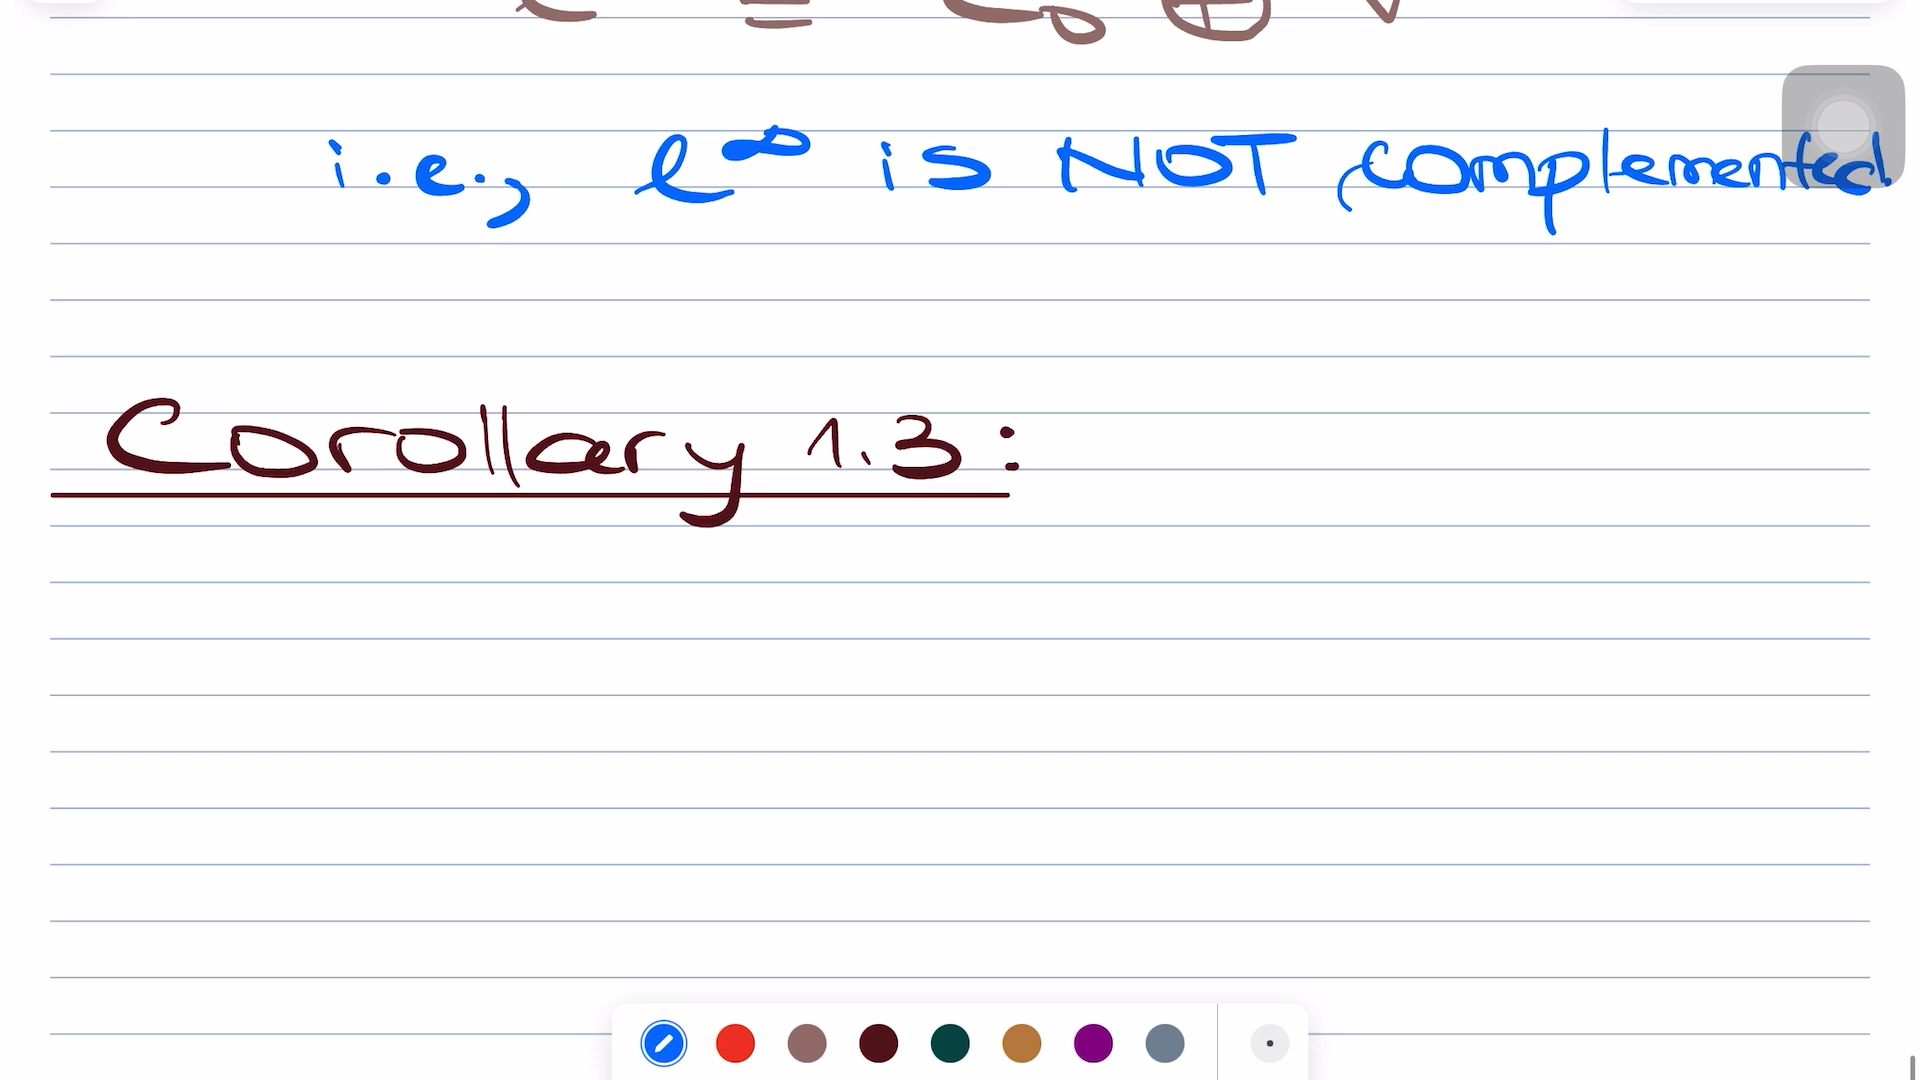 i.e., l^∞ is NOT complemented.
Corollary 1.3: